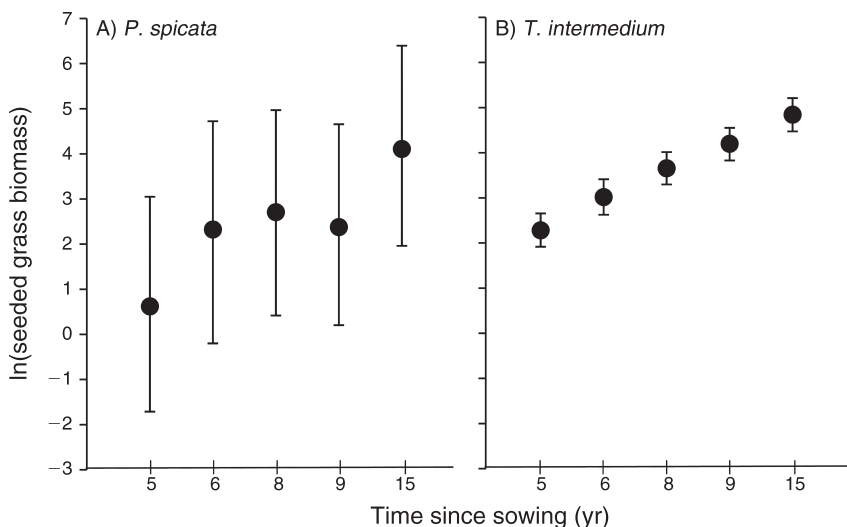 A) P. spicata
B) T. intermedium
ln(seeded grass biomass)
7
6
5
4
3
2
1
0
−1
−2
−3
5 6 8 9 15
5 6 8 9 15
Time since sowing (yr)